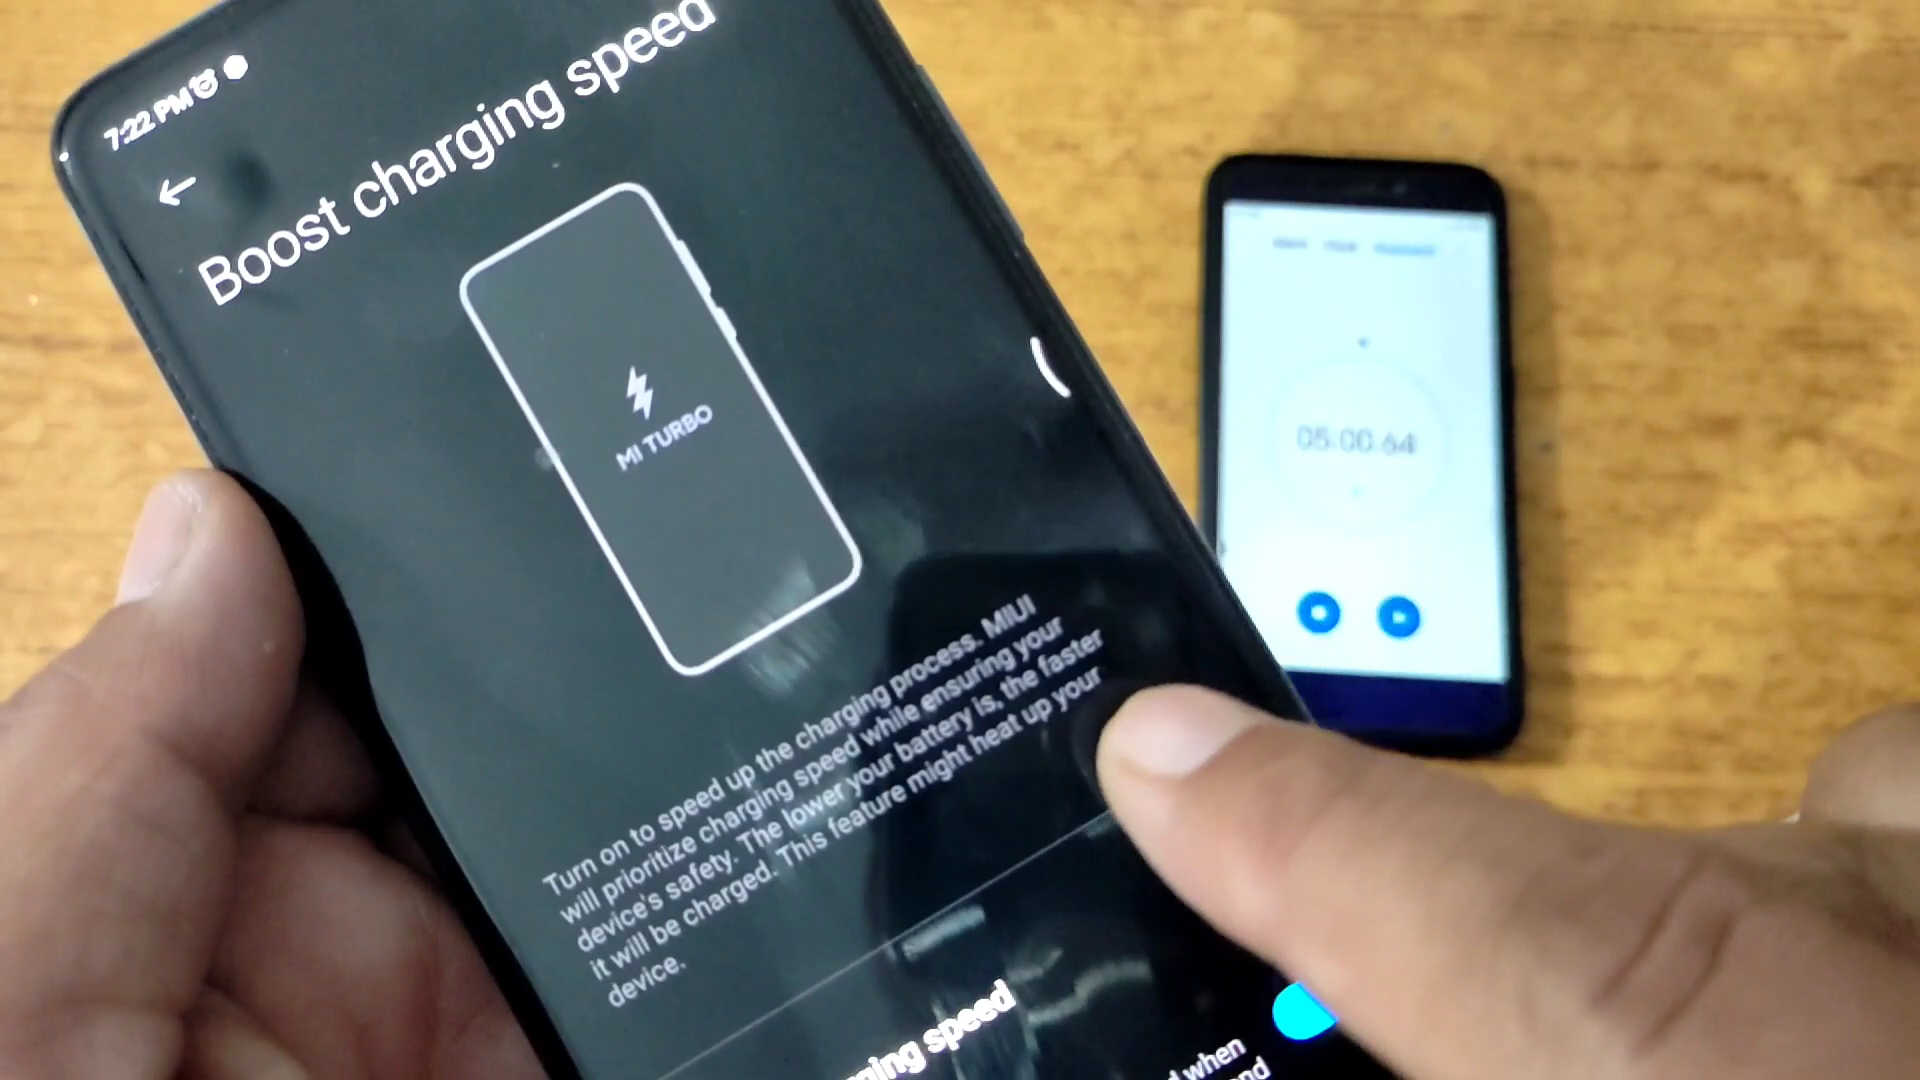 7:22 PM
Boost charging speed
MI TURBO
Turn on to speed up the charging process. MIUI
will prioritize charging speed while ensuring your
device's safety. The lower your battery is, the faster
it will be charged. This feature might heat up your
device.
speed
when
05:00.64